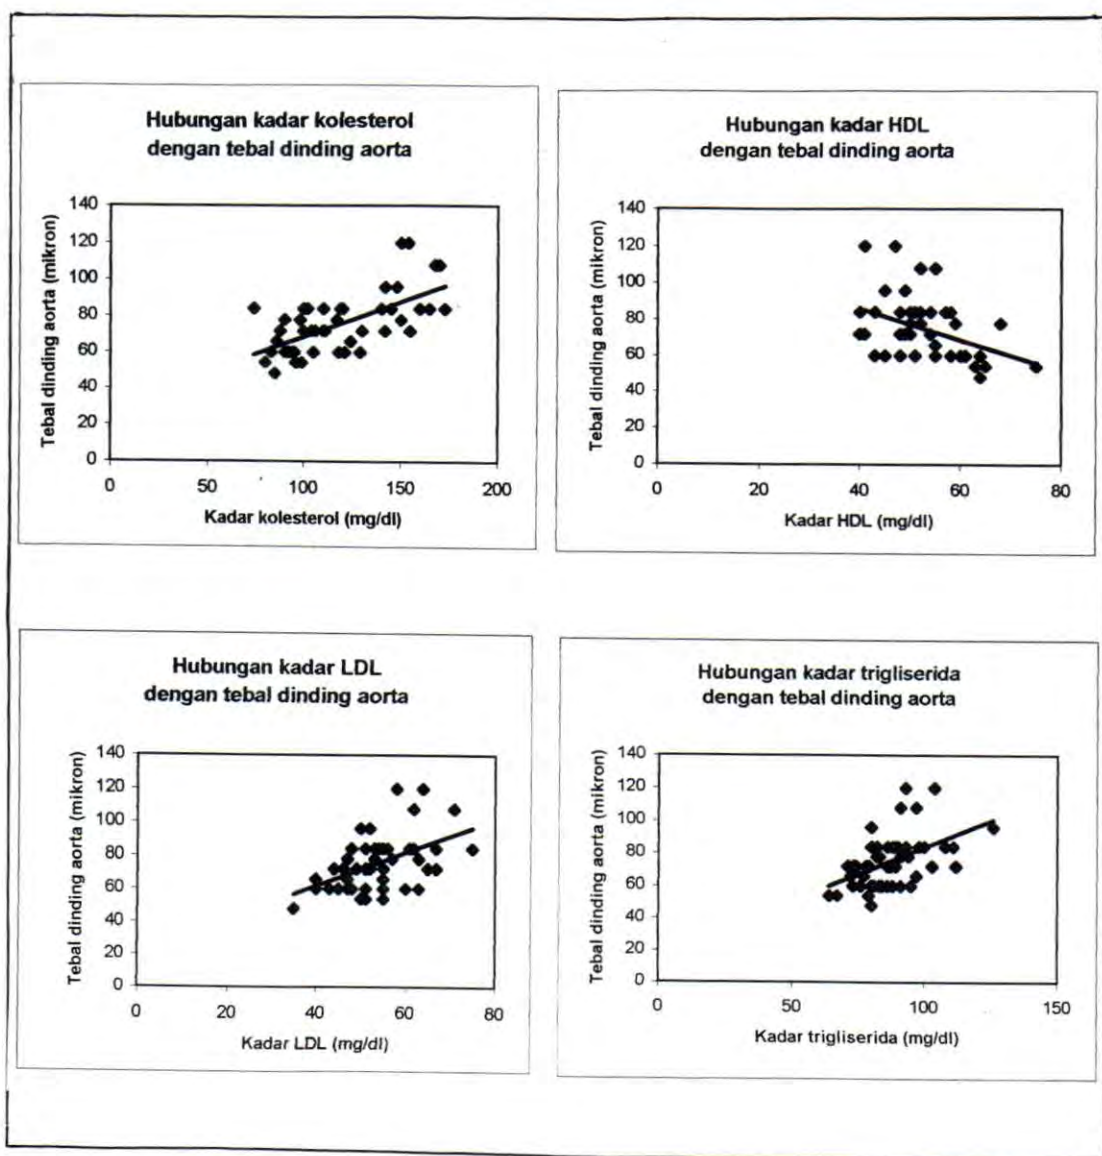 Hubungan kadar kolesterol
dengan tebal dinding aorta
Tebal dinding aorta (mikron)
140
120
100
80
60
40
20
0
0 50 100 150 200
Kadar kolesterol (mg/dl)
Hubungan kadar HDL
dengan tebal dinding aorta
Tebal dinding aorta (mikron)
140
120
100
80
60
40
20
0
0 20 40 60 80
Kadar HDL (mg/dl)
Hubungan kadar LDL
dengan tebal dinding aorta
Tebal dinding aorta (mikron)
140
120
100
80
60
40
20
0
0 20 40 60 80
Kadar LDL (mg/dl)
Hubungan kadar trigliserida
dengan tebal dinding aorta
Tebal dinding aorta (mikron)
140
120
100
80
60
40
20
0
0 50 100 150
Kadar trigliserida (mg/dl)